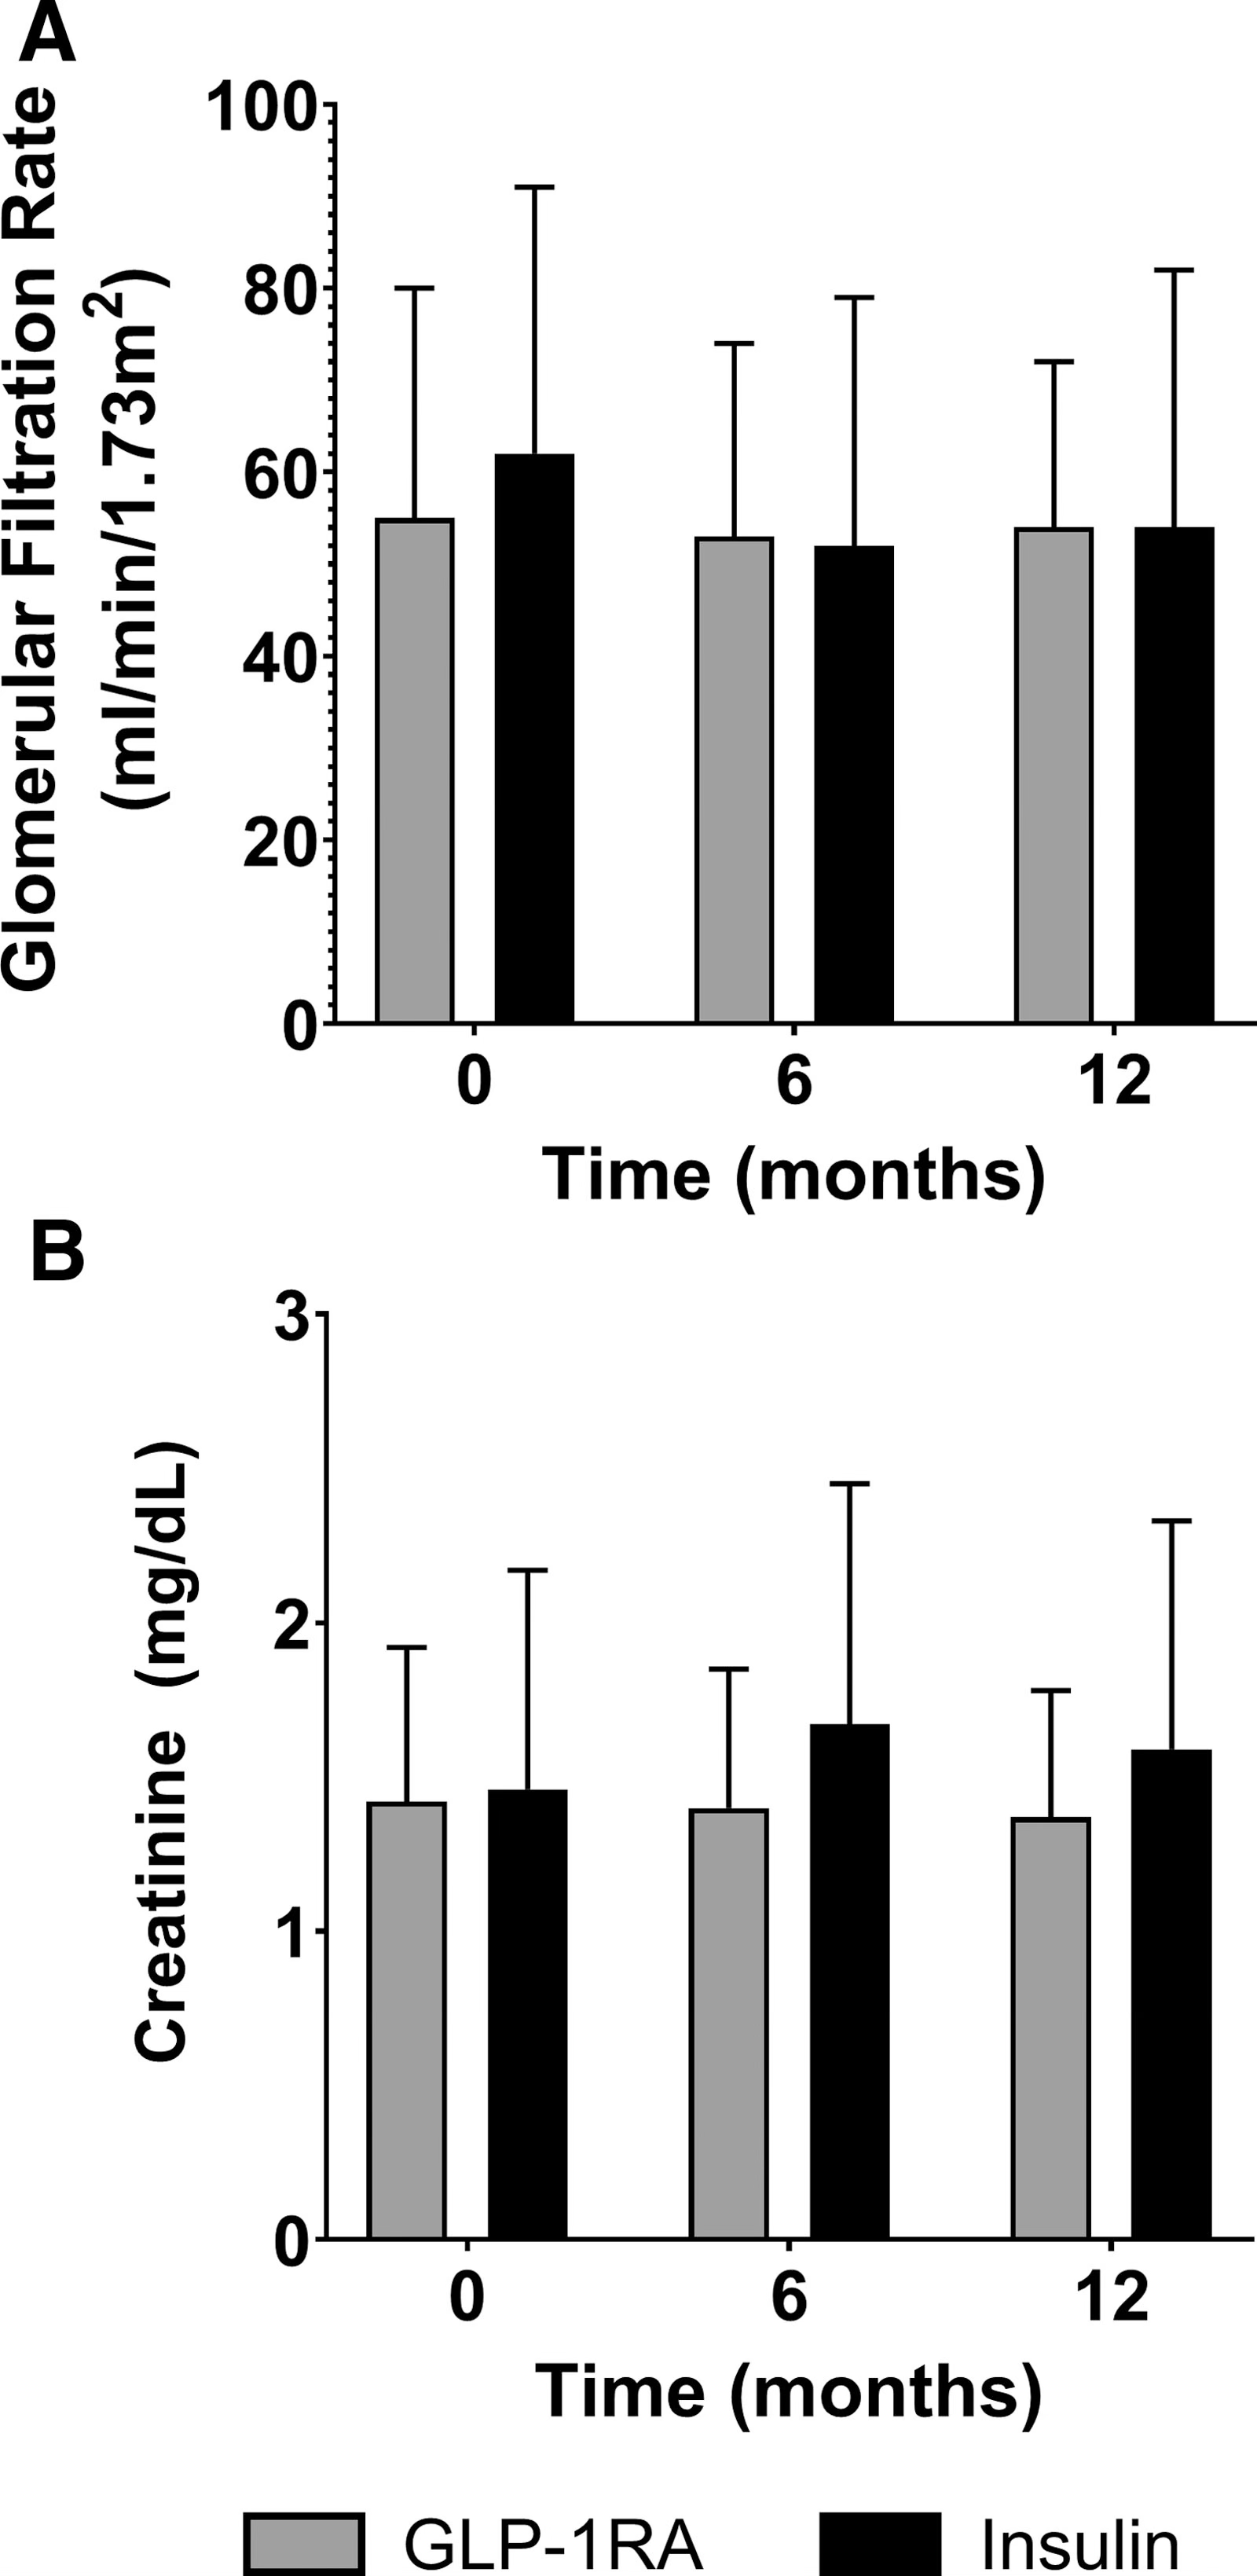 A
Glomerular Filtration Rate
(ml/min/1.73m²)
100
80
60
40
20
0
0 6 12
Time (months)
B
Creatinine (mg/dL)
3
2
1
0
0 6 12
Time (months)
GLP-1RA Insulin